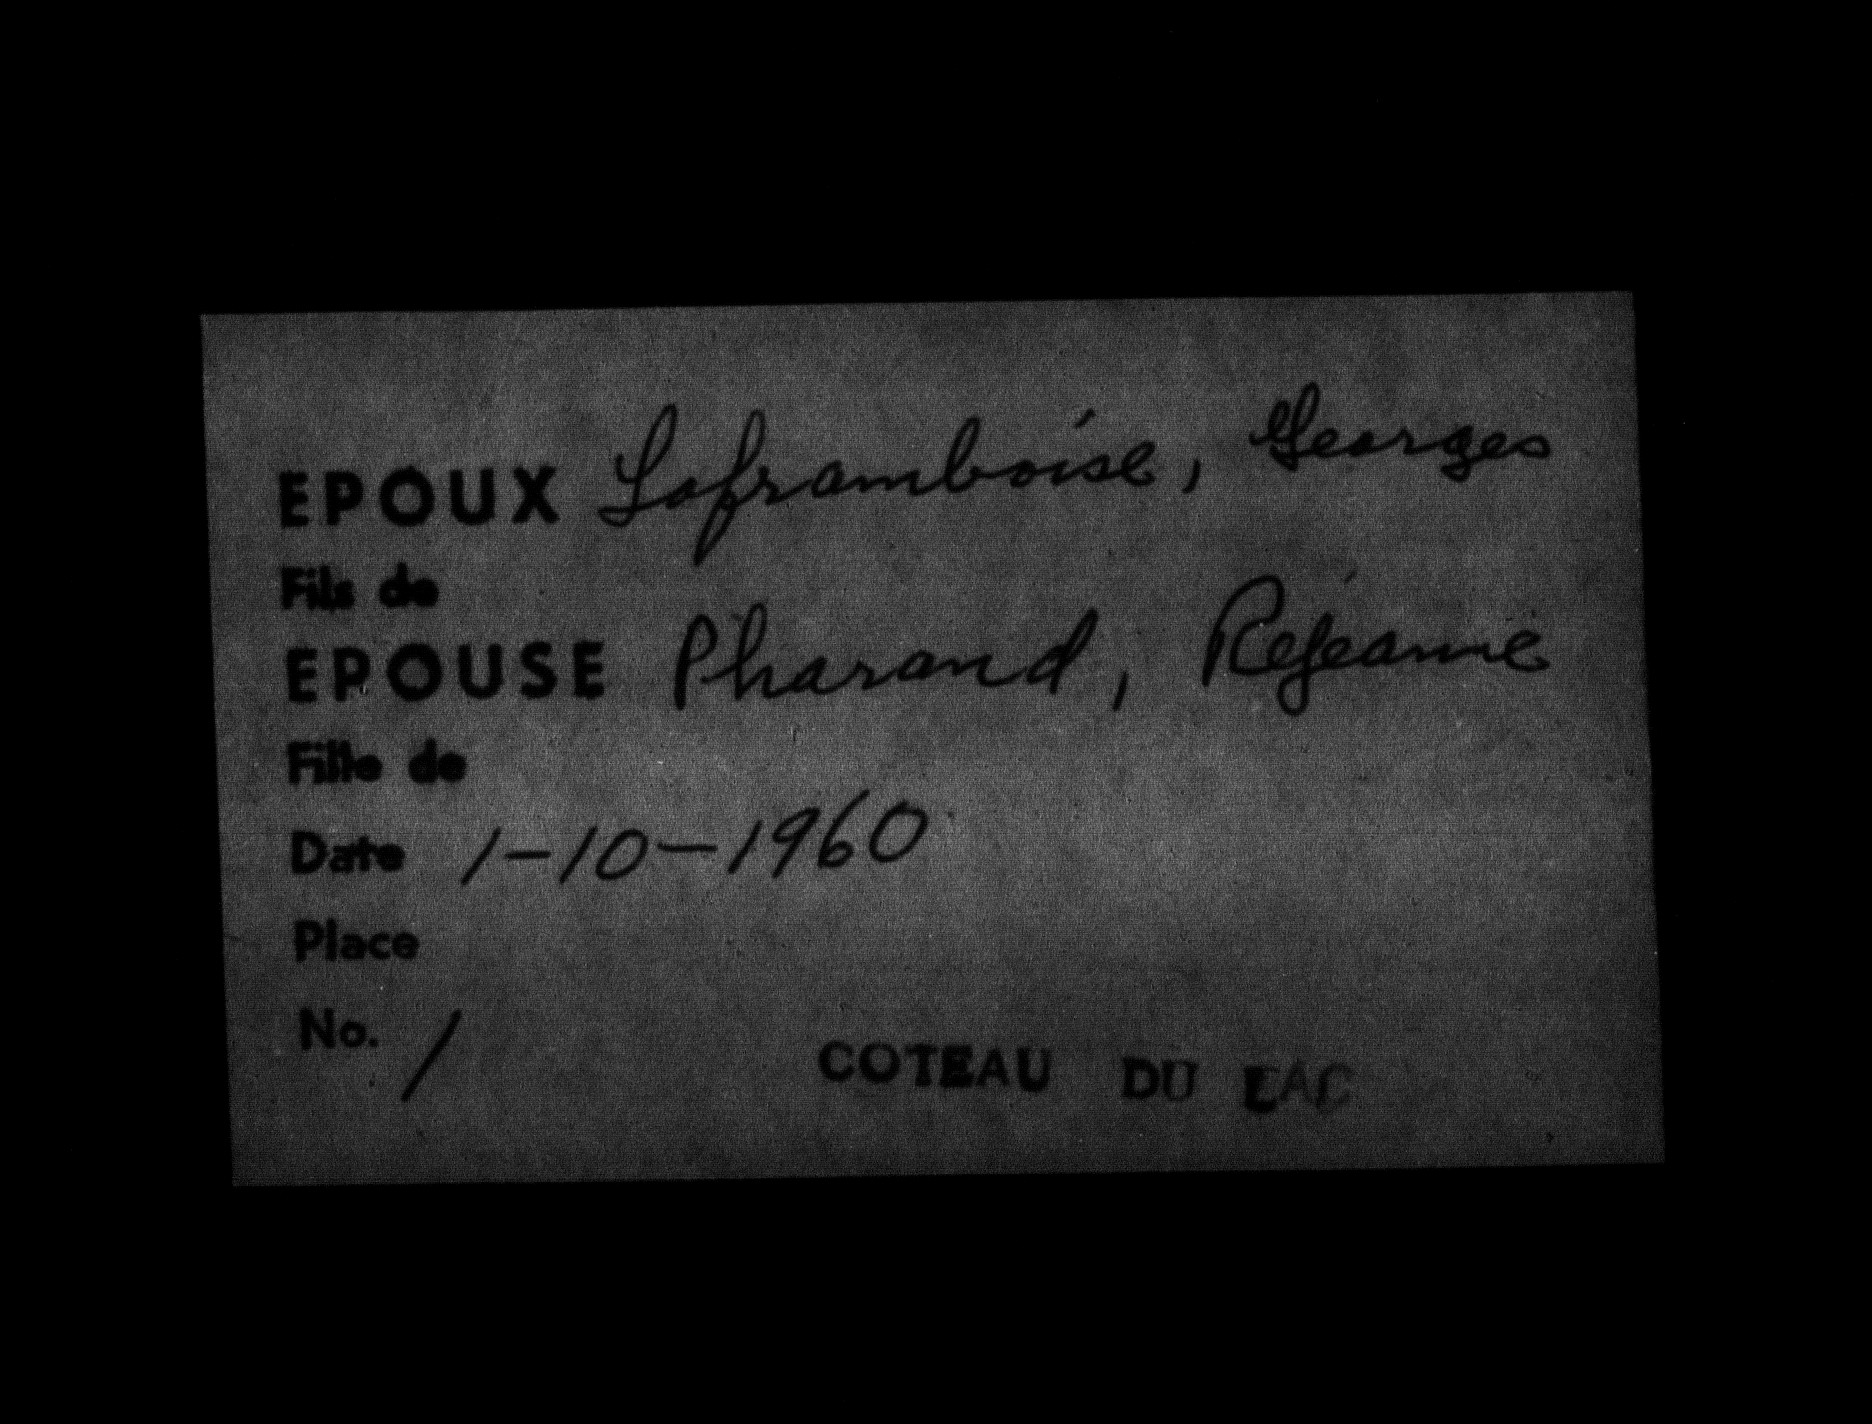 EPOUX Laframboise, Georges
Fils de
EPOUSE Pharand, Réjeanne
Fille de
Date 1-10-1960
Place
No. 1
COTEAU DU LAC